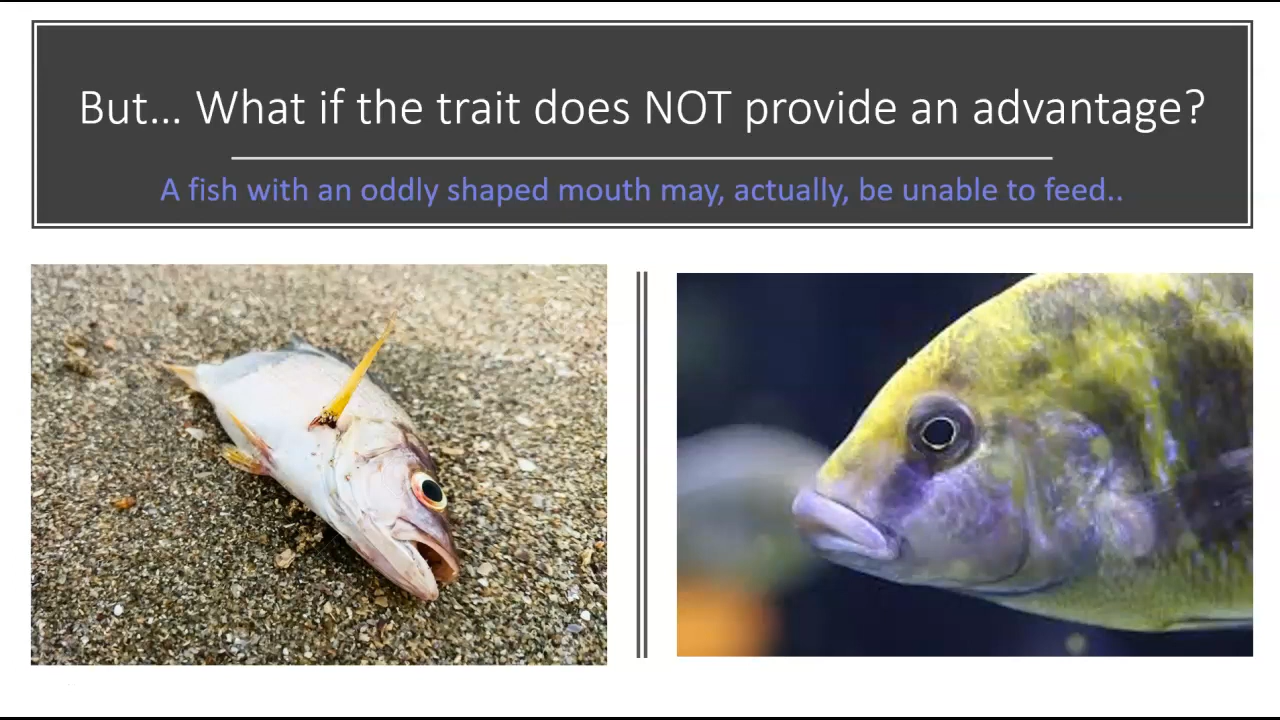 But... What if the trait does NOT provide an advantage?
A fish with an oddly shaped mouth may, actually, be unable to feed..